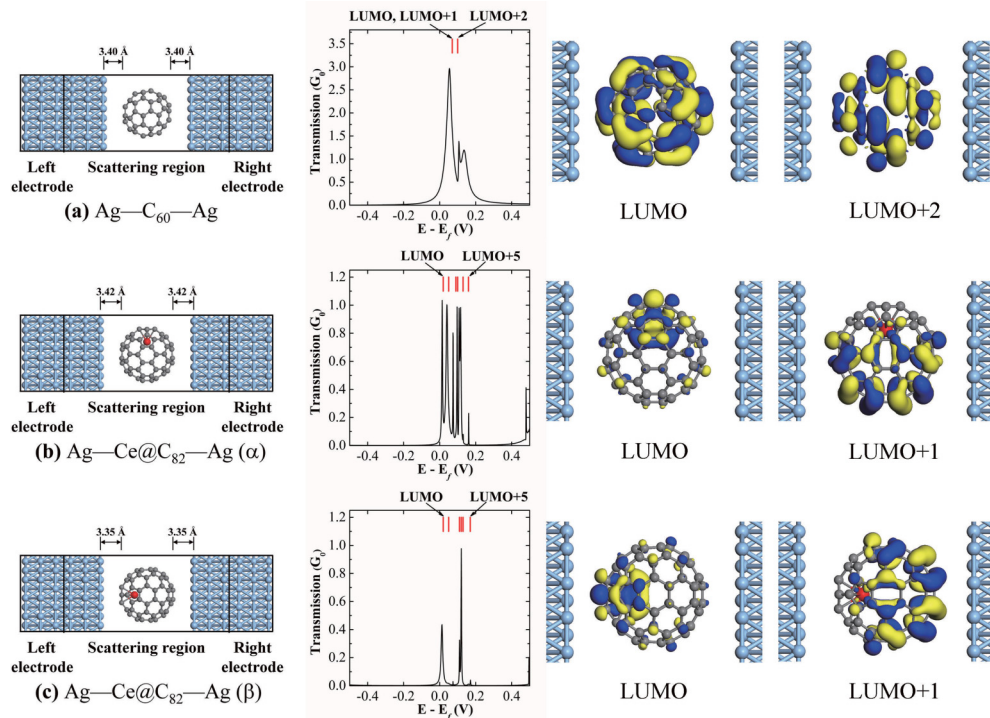 3.40 Å 3.40 Å
Left electrode Scattering region Right electrode
(a) Ag—C60—Ag
LUMO, LUMO+1 LUMO+2
Transmission (G0)
3.5
3.0
2.5
2.0
1.5
1.0
0.5
0.0
-0.4 -0.2 0.0 0.2 0.4
E - Ef (V)
LUMO
LUMO+2
3.42 Å 3.42 Å
Left electrode Scattering region Right electrode
(b) Ag—Ce@C82—Ag (α)
LUMO LUMO+5
Transmission (G0)
1.2
1.0
0.8
0.6
0.4
0.2
0.0
-0.4 -0.2 0.0 0.2 0.4
E - Ef (V)
LUMO
LUMO+1
3.35 Å 3.35 Å
Left electrode Scattering region Right electrode
(c) Ag—Ce@C82—Ag (β)
LUMO LUMO+5
Transmission (G0)
1.2
1.0
0.8
0.6
0.4
0.2
0.0
-0.4 -0.2 0.0 0.2 0.4
E - Ef (V)
LUMO
LUMO+1